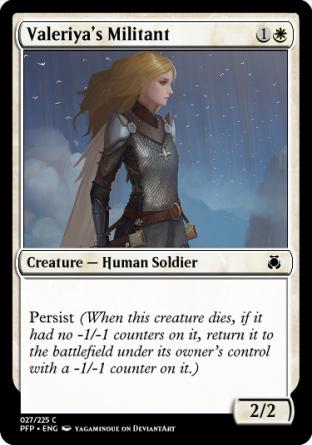 Valeriya's Militant 1
Creature — Human Soldier
Persist (When this creature dies, if it
had no -1/-1 counters on it, return it to
the battlefield under its owner's control
with a -1/-1 counter on it.)
2/2
027/225 C
PFP • ENG YAGAMINOUE ON DEVIANTART